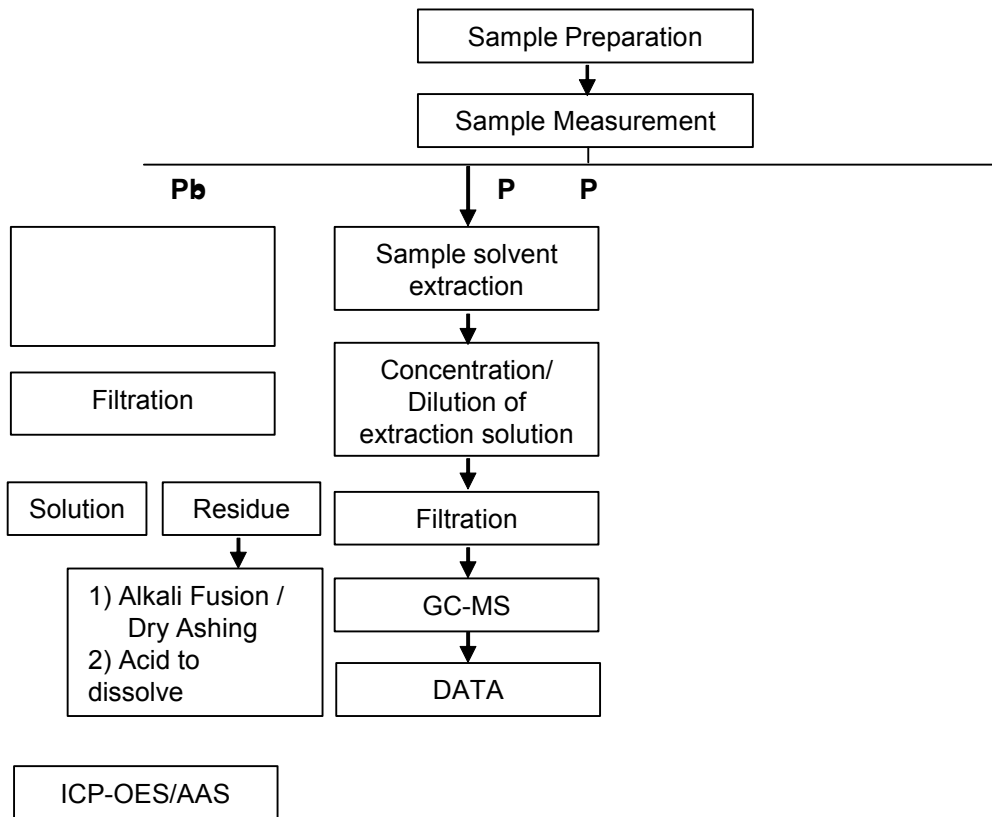 Sample Preparation
Sample Measurement
Pb
P
P
Sample solvent
extraction
Concentration/
Dilution of
extraction solution
Filtration
Filtration
Solution
Residue
1) Alkali Fusion /
Dry Ashing
2) Acid to
dissolve
GC-MS
DATA
ICP-OES/AAS